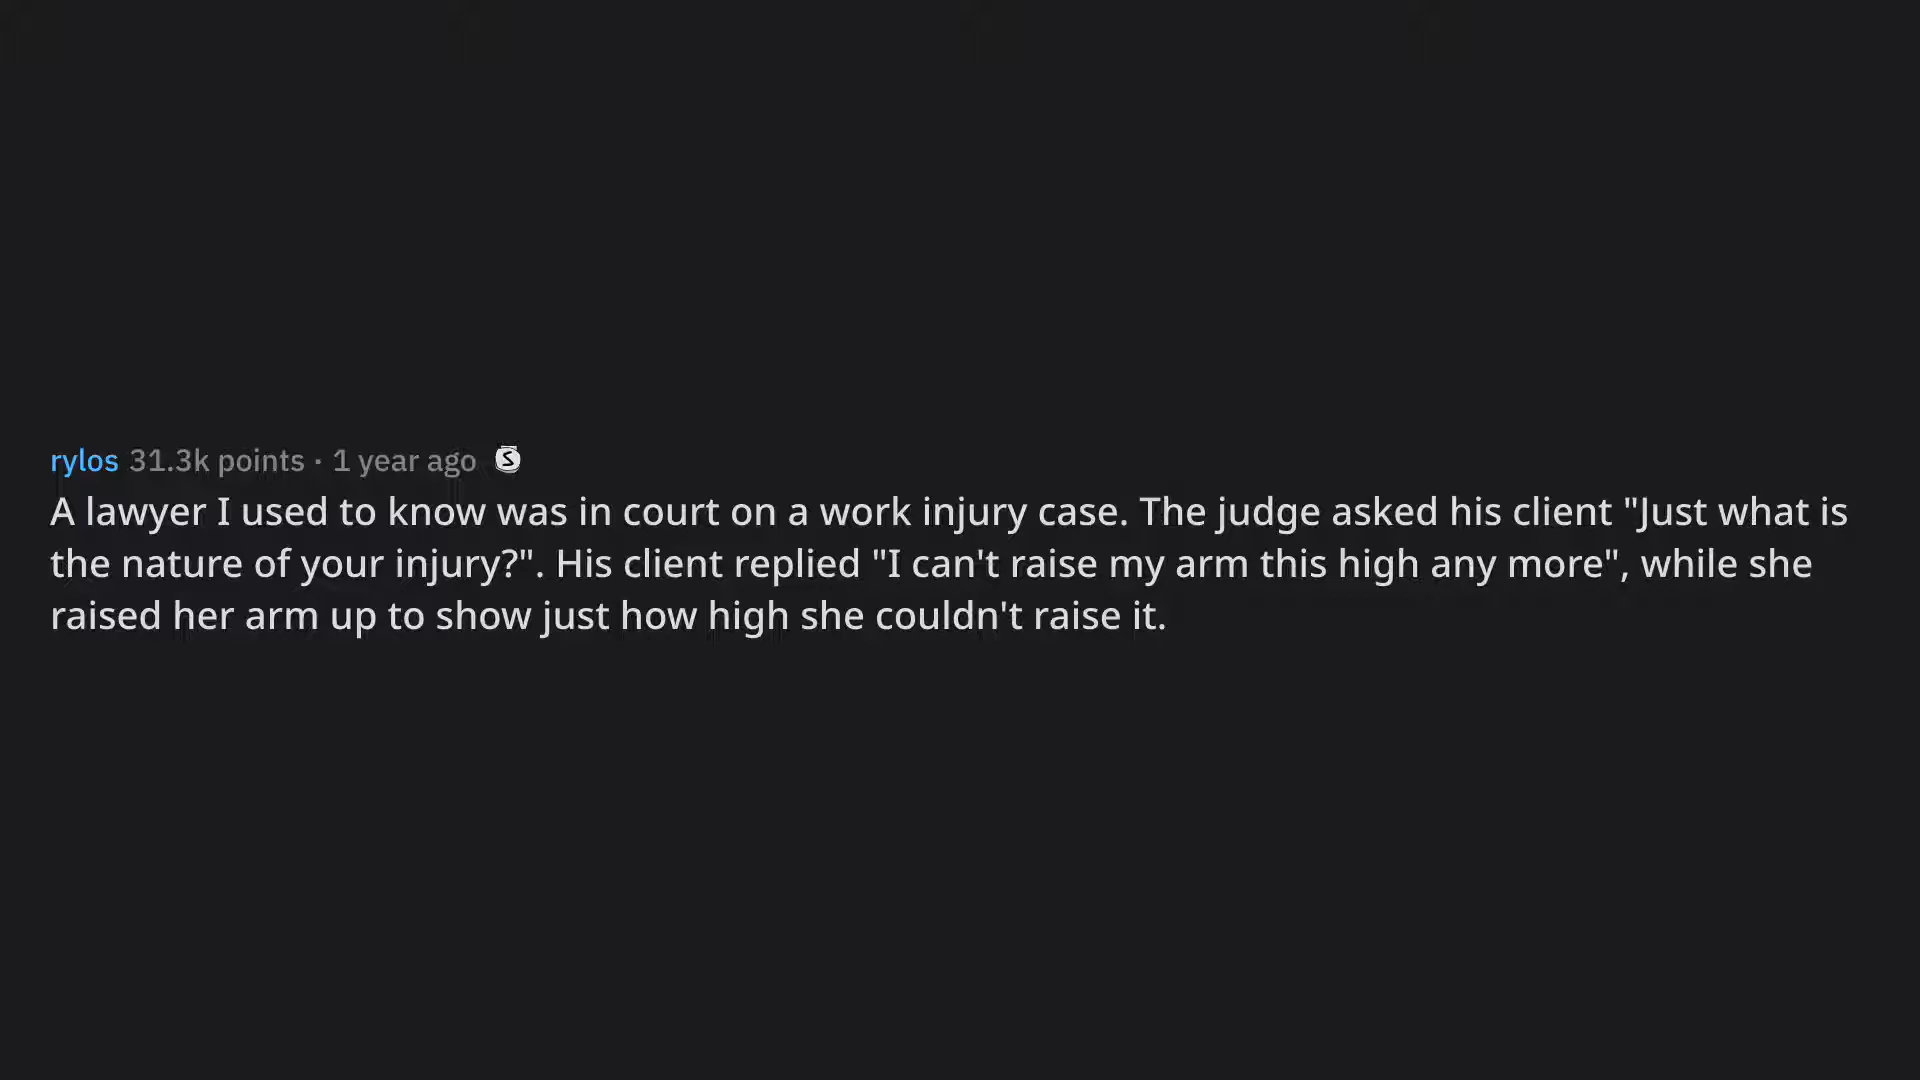 rylos 31.3k points · 1 year ago S
A lawyer I used to know was in court on a work injury case. The judge asked his client "Just what is
the nature of your injury?". His client replied "I can't raise my arm this high any more", while she
raised her arm up to show just how high she couldn't raise it.